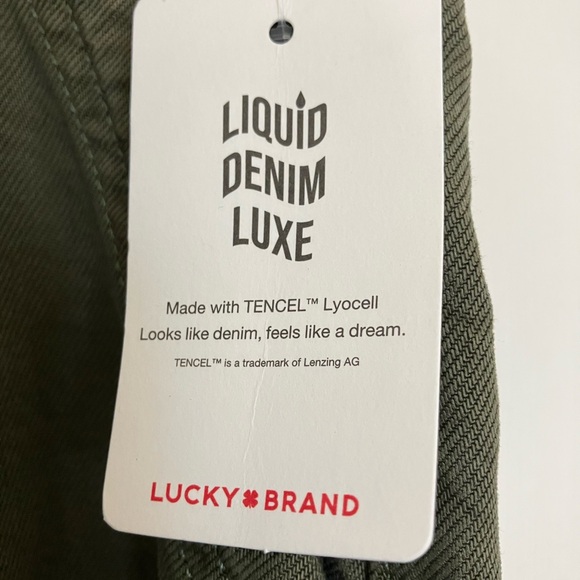 LIQUID
DENIM
LUXE
Made with TENCEL™ Lyocell
Looks like denim, feels like a dream.
TENCEL™ is a trademark of Lenzing AG
LUCKY BRAND